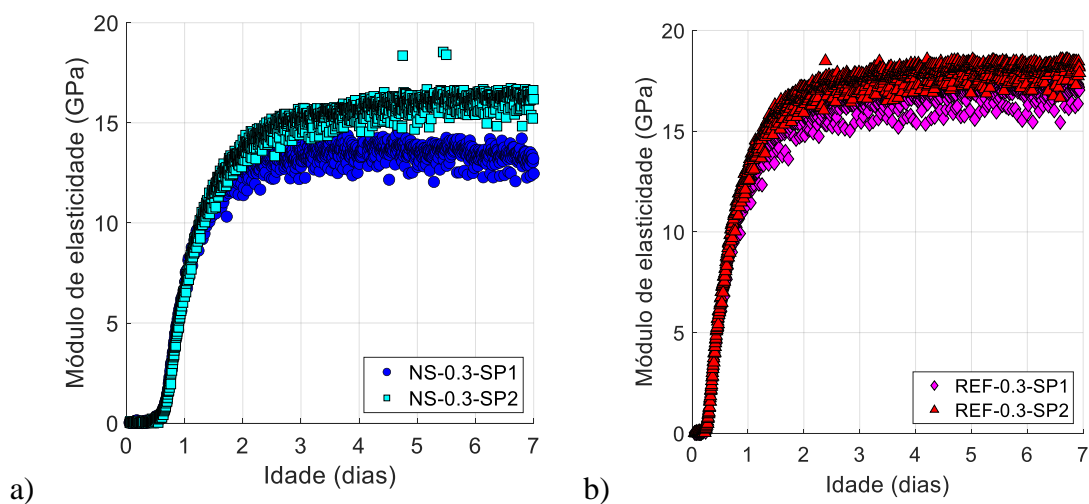 20
15
10
5
0
Módulo de elasticidade (GPa)
NS-0.3-SP1
NS-0.3-SP2
0 1 2 3 4 5 6 7
Idade (dias)
a)
20
15
10
5
0
Módulo de elasticidade (GPa)
REF-0.3-SP1
REF-0.3-SP2
0 1 2 3 4 5 6 7
Idade (dias)
b)